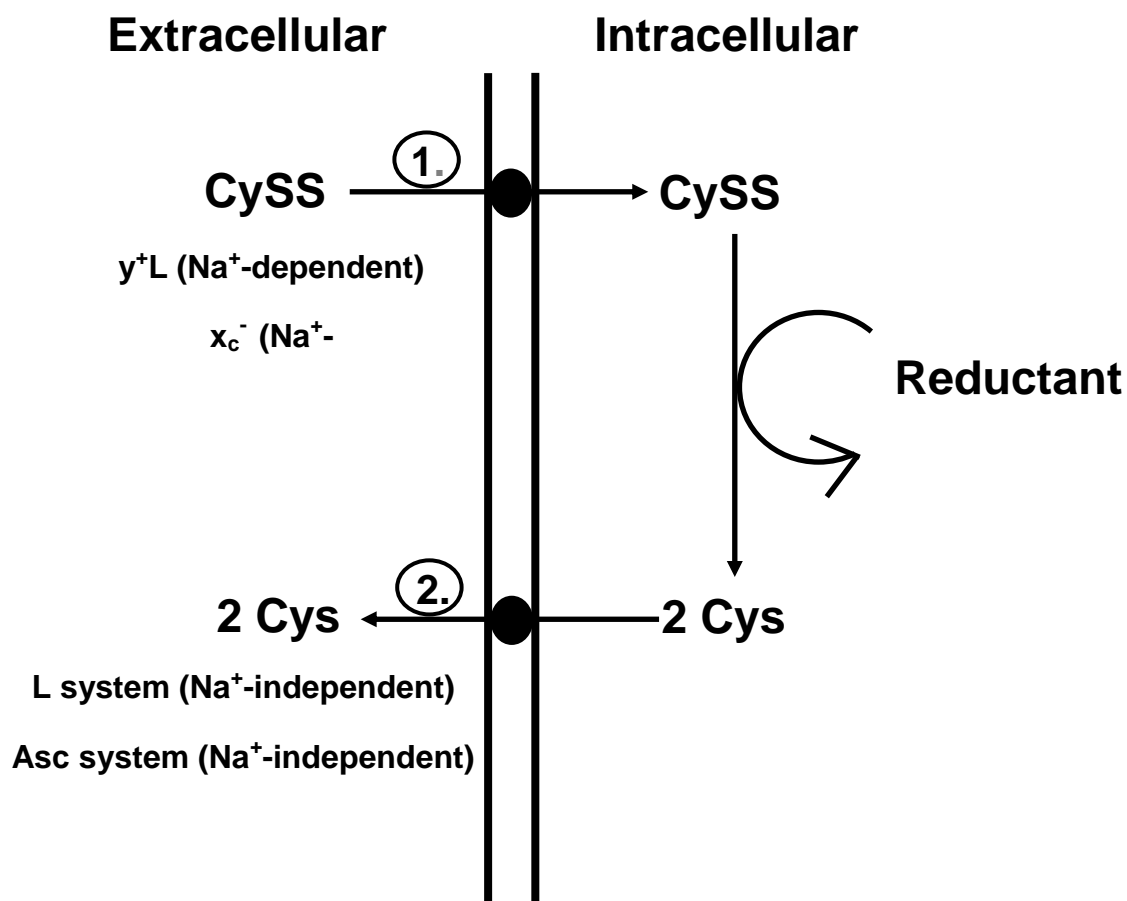 Extracellular Intracellular
1.
CySS CySS
y⁺L (Na⁺-dependent)
x꜀⁻ (Na⁺-
Reductant
2.
2 Cys 2 Cys
L system (Na⁺-independent)
Asc system (Na⁺-independent)